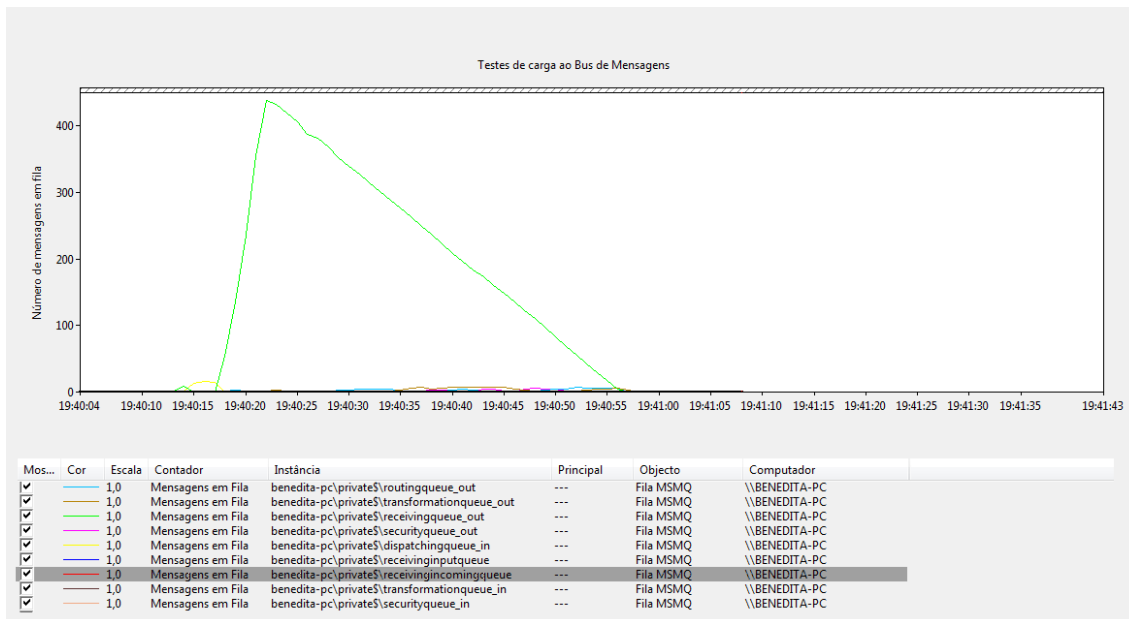 Testes de carga ao Bus de Mensagens
Número de mensagens em fila
400
300
200
100
0
19:40:04 19:40:10 19:40:15 19:40:20 19:40:25 19:40:30 19:40:35 19:40:40 19:40:45 19:40:50 19:40:55 19:41:00 19:41:05 19:41:10 19:41:15 19:41:20 19:41:25 19:41:30 19:41:35 19:41:43
Mos... Cor Escala Contador Instância Principal Objecto Computador
1,0 Mensagens em Fila benedita-pc\private$\routingqueue_out --- Fila MSMQ \\BENEDITA-PC
1,0 Mensagens em Fila benedita-pc\private$\transformationqueue_out --- Fila MSMQ \\BENEDITA-PC
1,0 Mensagens em Fila benedita-pc\private$\receivingqueue_out --- Fila MSMQ \\BENEDITA-PC
1,0 Mensagens em Fila benedita-pc\private$\securityqueue_out --- Fila MSMQ \\BENEDITA-PC
1,0 Mensagens em Fila benedita-pc\private$\dispatchingqueue_in --- Fila MSMQ \\BENEDITA-PC
1,0 Mensagens em Fila benedita-pc\private$\receivinginputqueue --- Fila MSMQ \\BENEDITA-PC
1,0 Mensagens em Fila benedita-pc\private$\receivingincomingqueue --- Fila MSMQ \\BENEDITA-PC
1,0 Mensagens em Fila benedita-pc\private$\transformationqueue_in --- Fila MSMQ \\BENEDITA-PC
1,0 Mensagens em Fila benedita-pc\private$\securityqueue_in --- Fila MSMQ \\BENEDITA-PC